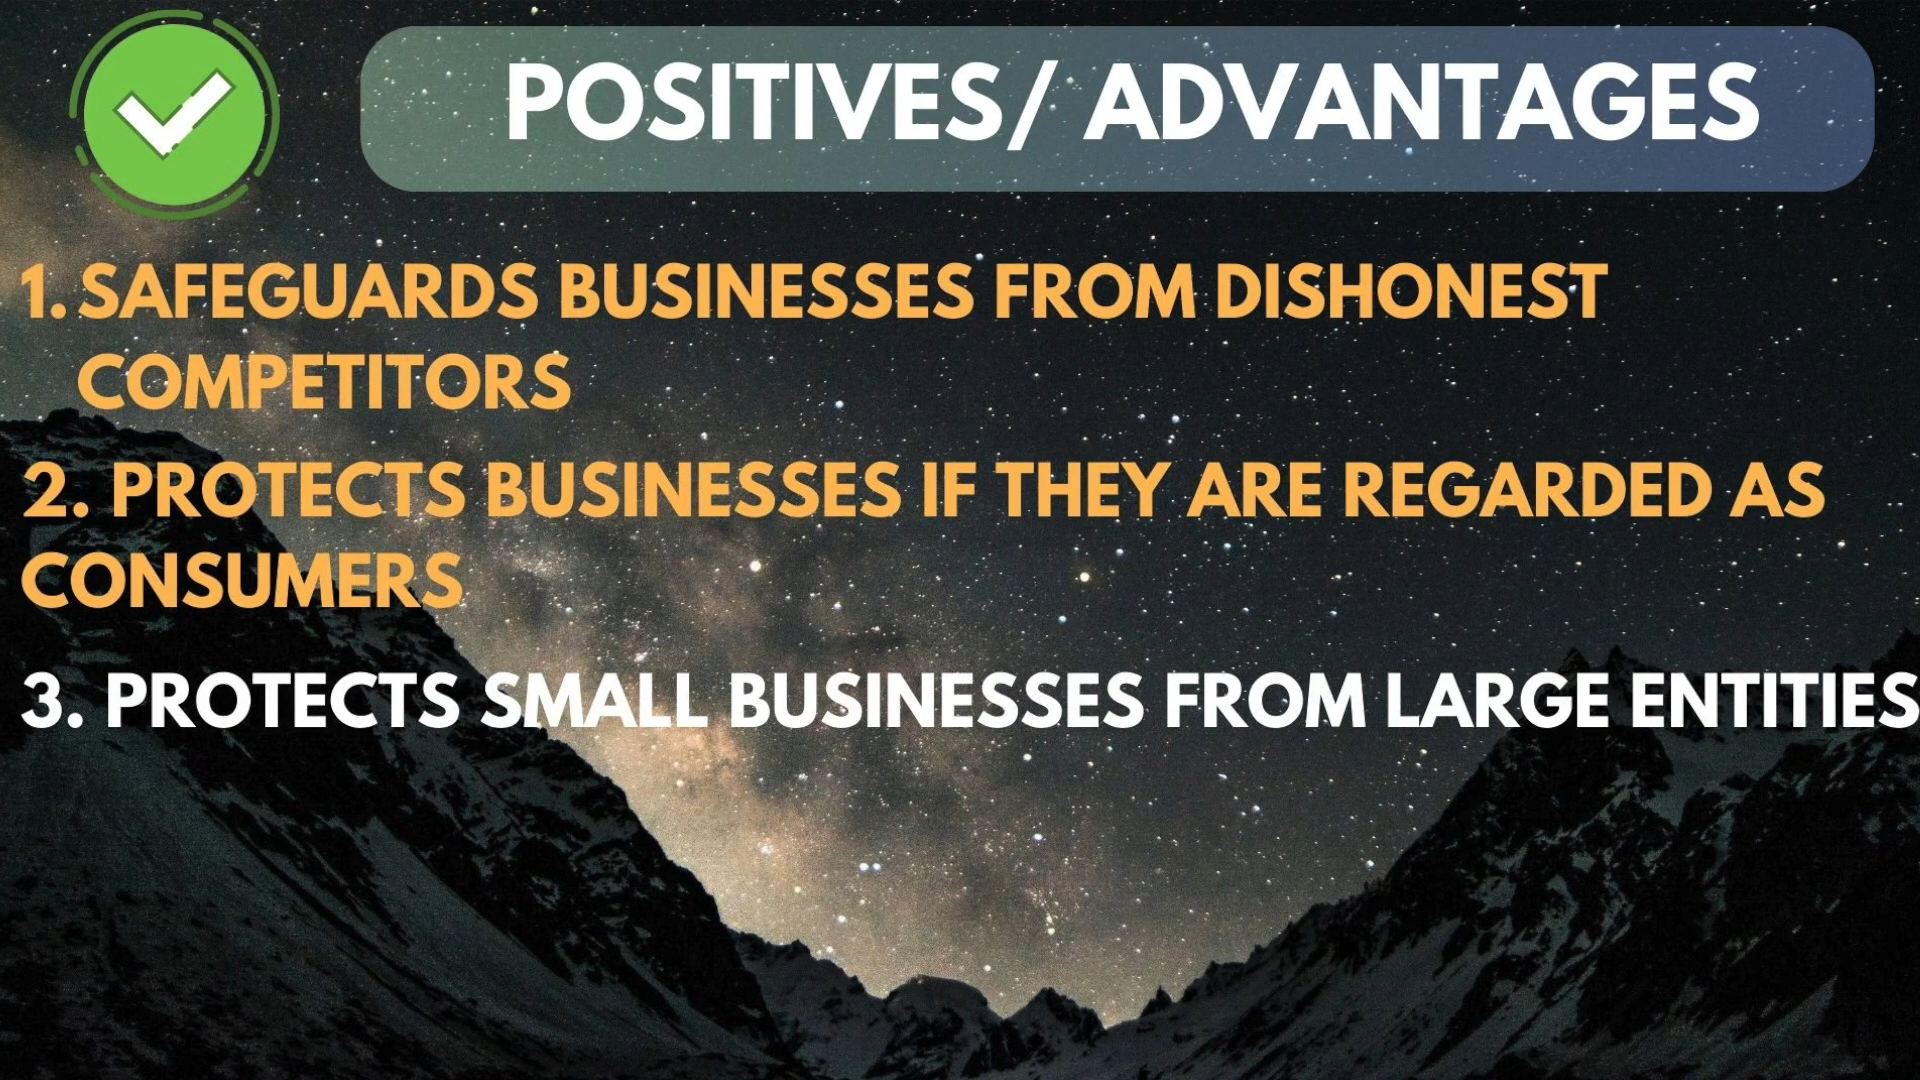 POSITIVES/ ADVANTAGES
1. SAFEGUARDS BUSINESSES FROM DISHONEST
COMPETITORS
2. PROTECTS BUSINESSES IF THEY ARE REGARDED AS
CONSUMERS
3. PROTECTS SMALL BUSINESSES FROM LARGE ENTITIES